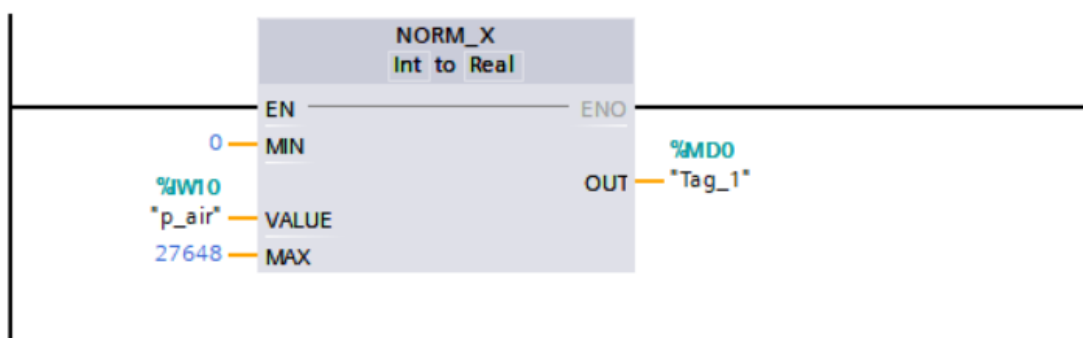 NORM_X
Int to Real
EN
ENO
0
MIN
%MD0
%IW10
OUT
"Tag_1"
"p_air"
VALUE
27648
MAX